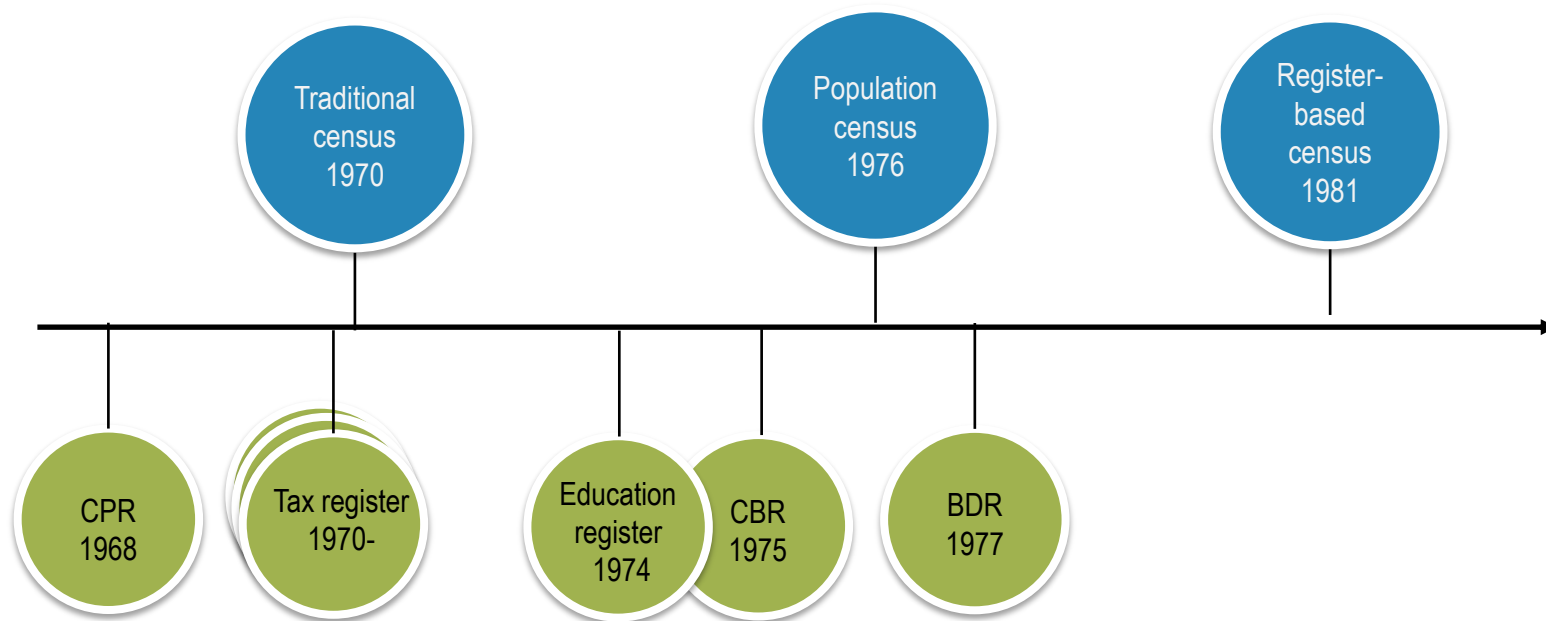 Traditional
census
1970
Population
census
1976
Register-
based
census
1981
CPR
1968
Tax register
1970-
Education
register
1974
CBR
1975
BDR
1977